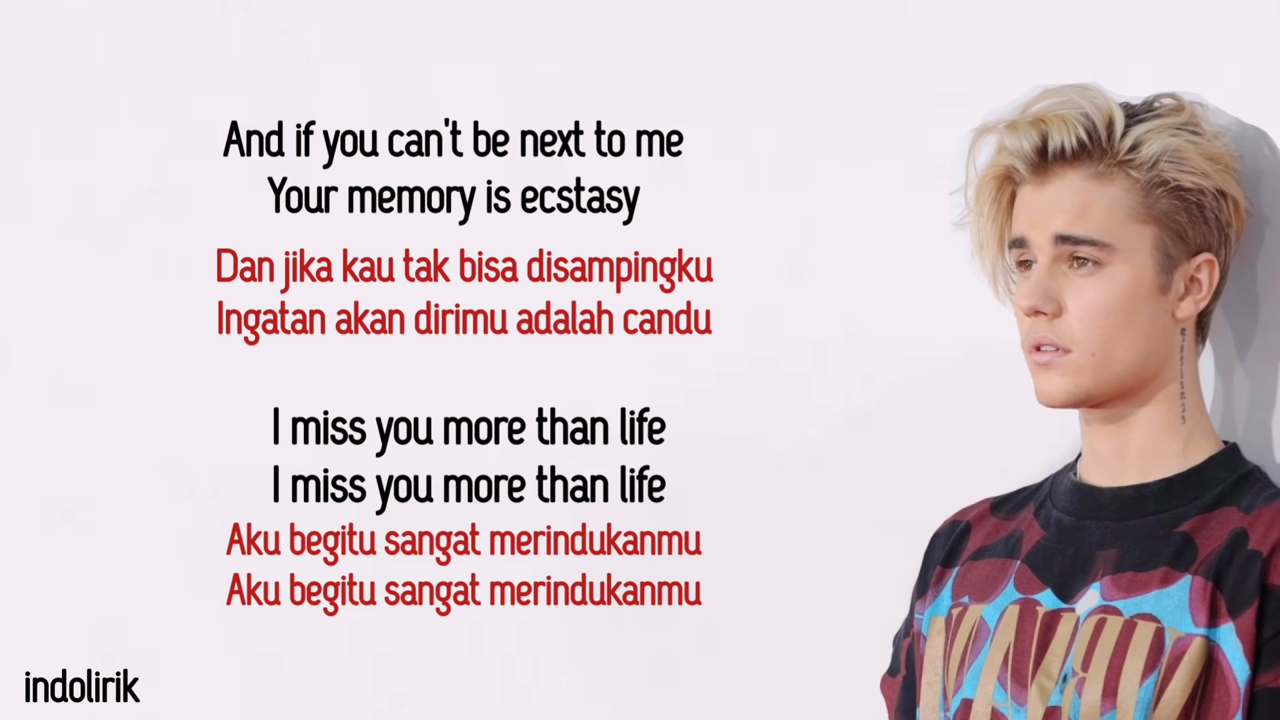 And if you can't be next to me
Your memory is ecstasy
Dan jika kau tak bisa disampingku
Ingatan akan dirimu adalah candu
I miss you more than life
I miss you more than life
Aku begitu sangat merindukanmu
Aku begitu sangat merindukanmu
indolirik